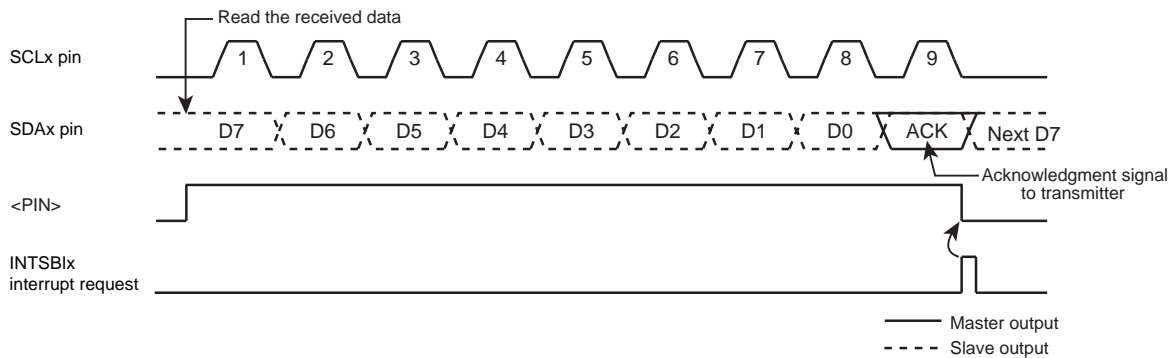 Read the received data
SCLx pin
1 2 3 4 5 6 7 8 9
SDAx pin
D7 D6 D5 D4 D3 D2 D1 D0 ACK Next D7
Acknowledgment signal
to transmitter
<PIN>
INTSBIx
interrupt request
Master output
Slave output